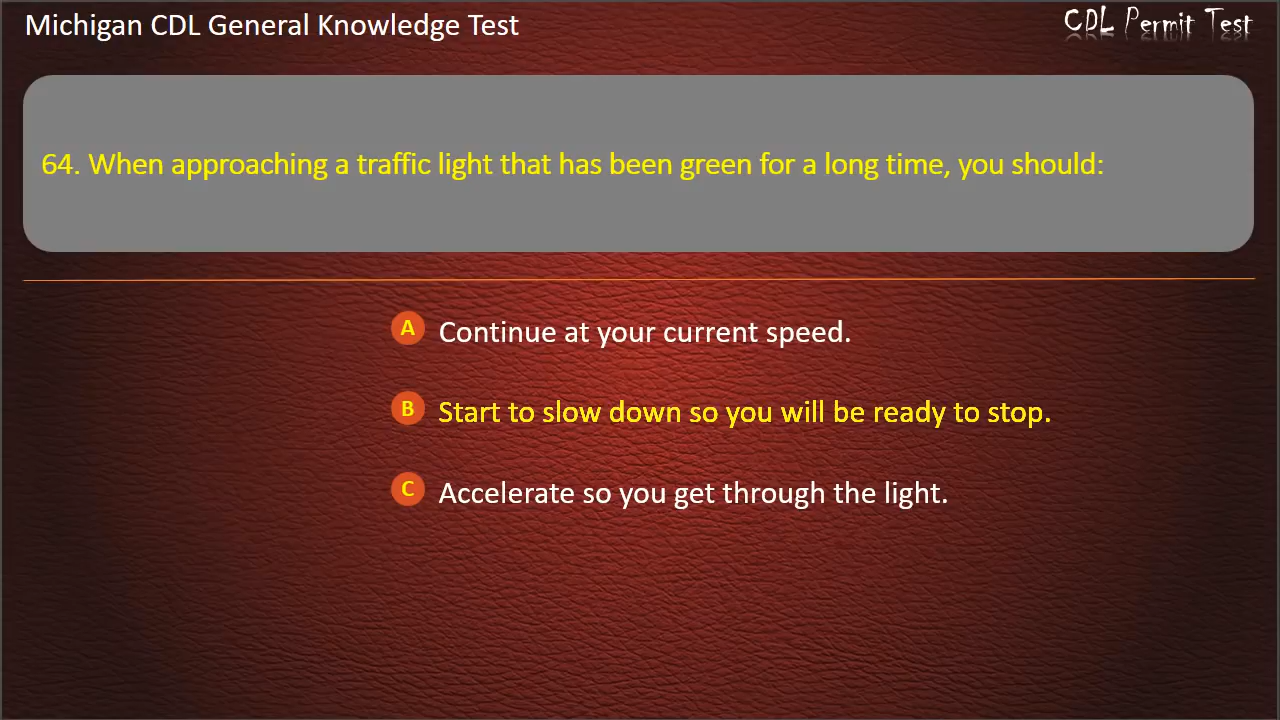 Michigan CDL General Knowledge Test
CDL Permit Test
64. When approaching a traffic light that has been green for a long time, you should:
A Continue at your current speed.
B Start to slow down so you will be ready to stop.
C Accelerate so you get through the light.